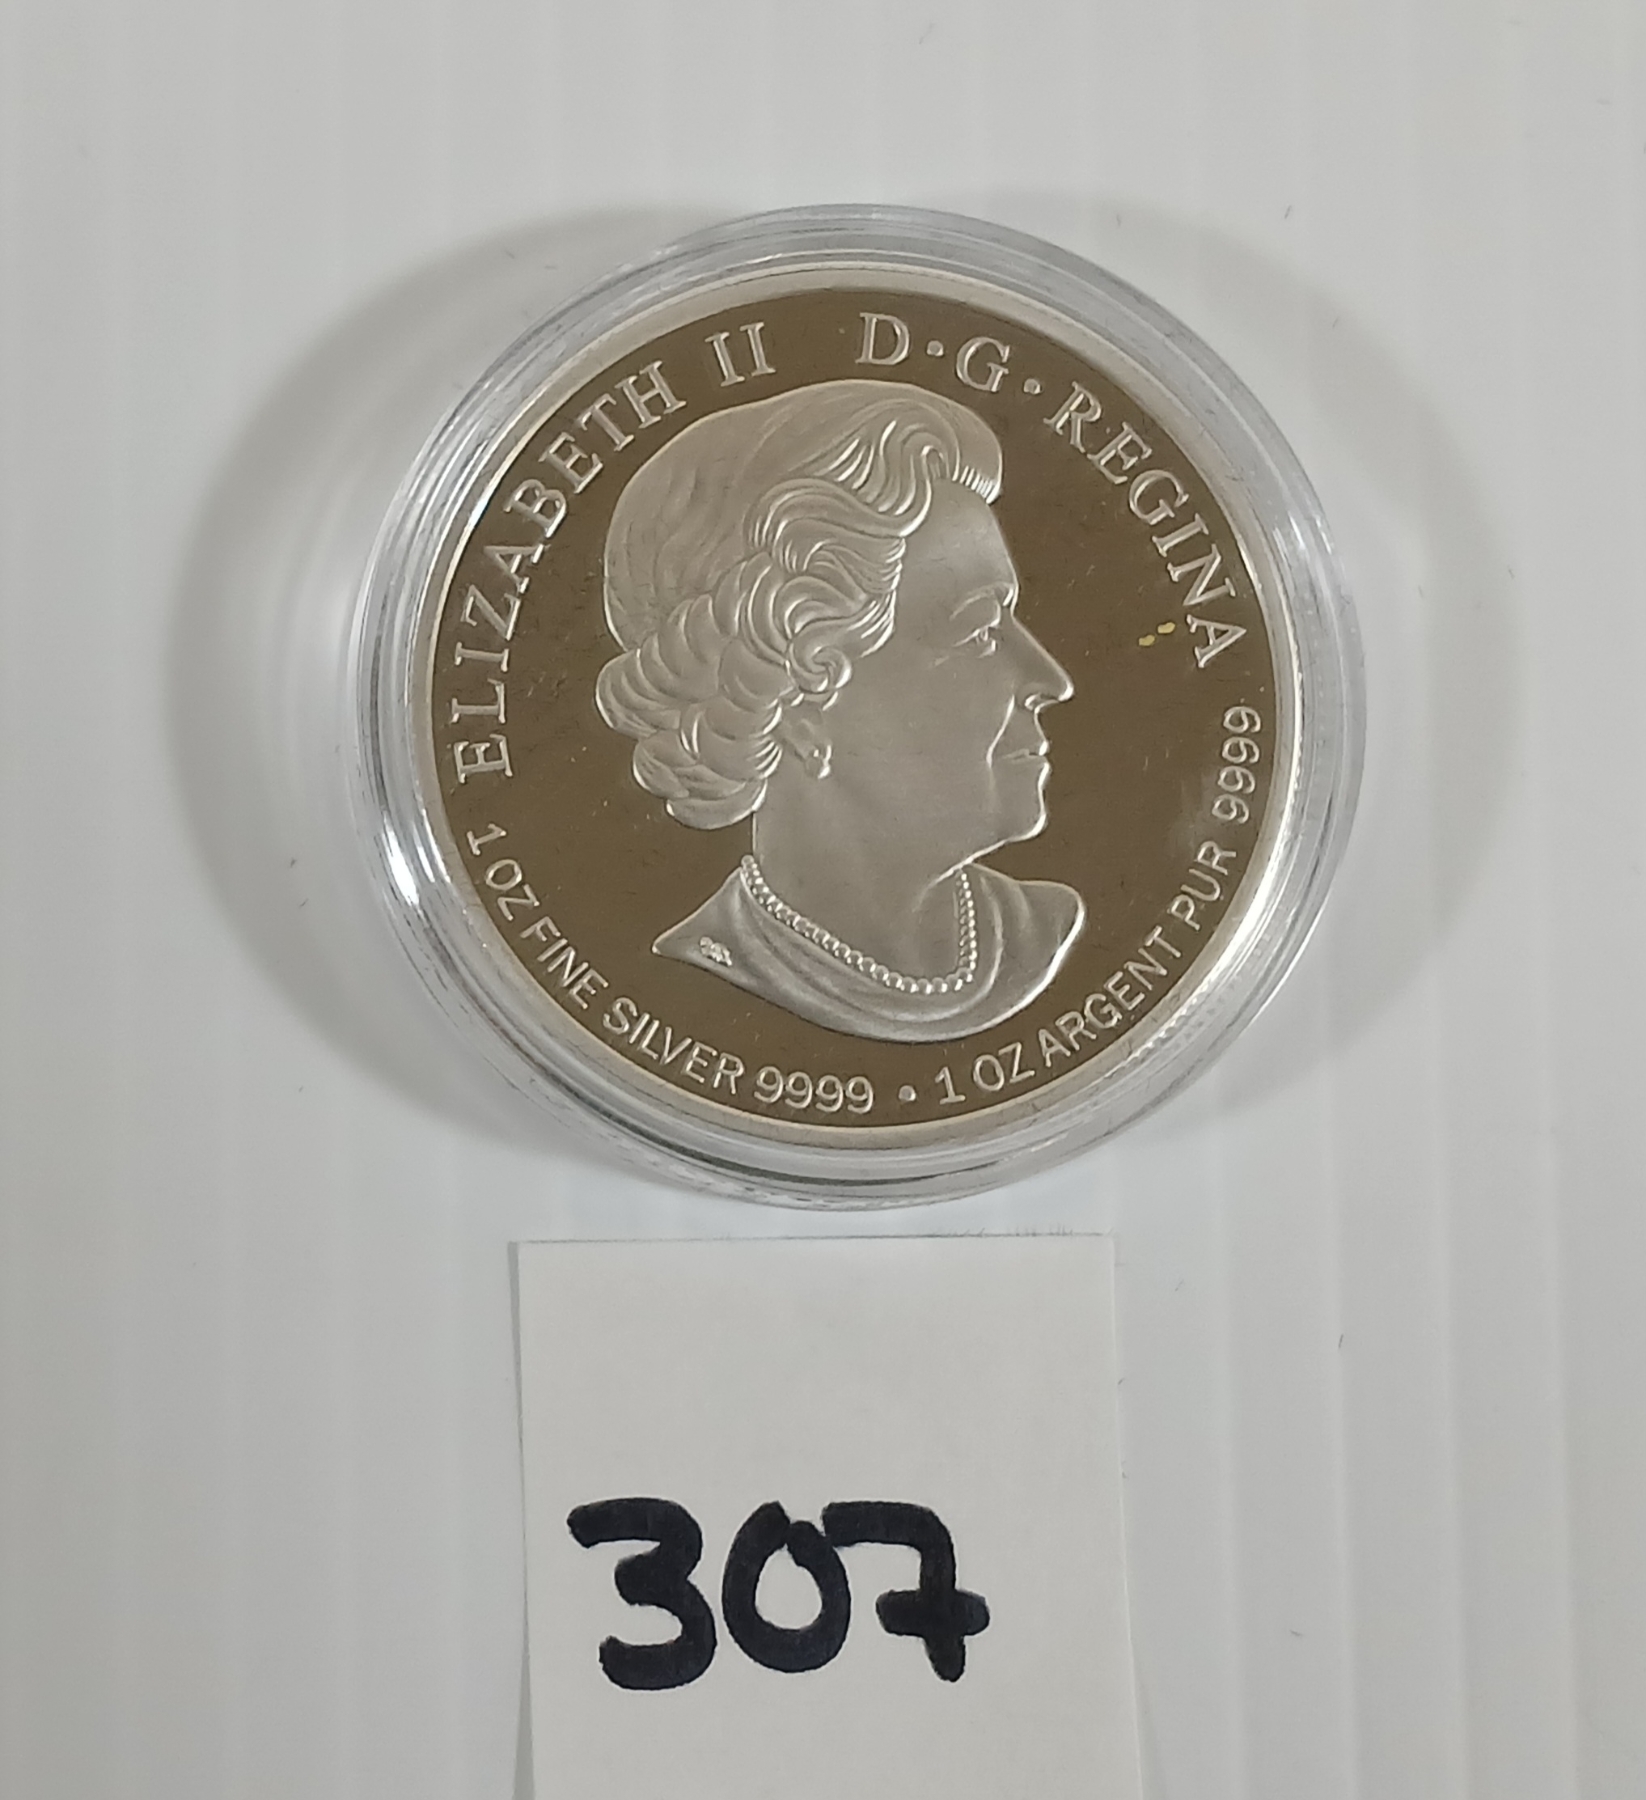 ELIZABETH II D·G·REGINA
1 OZ FINE SILVER 9999 • 1 OZ ARGENT PUR 9999
307